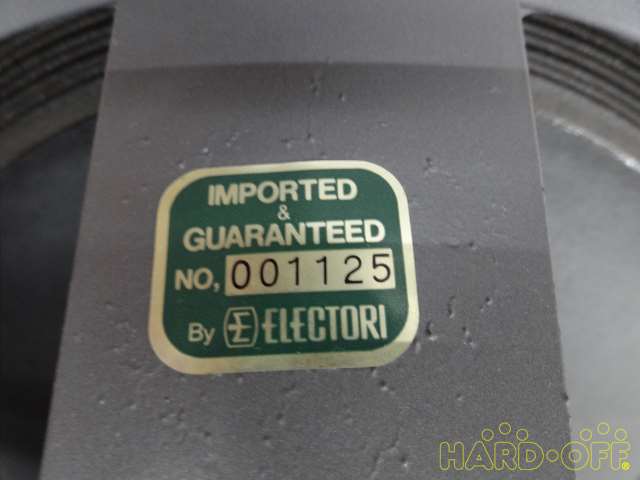 IMPORTED
&
GUARANTEED
NO, 001125
By E ELECTORI
HARD-OFF